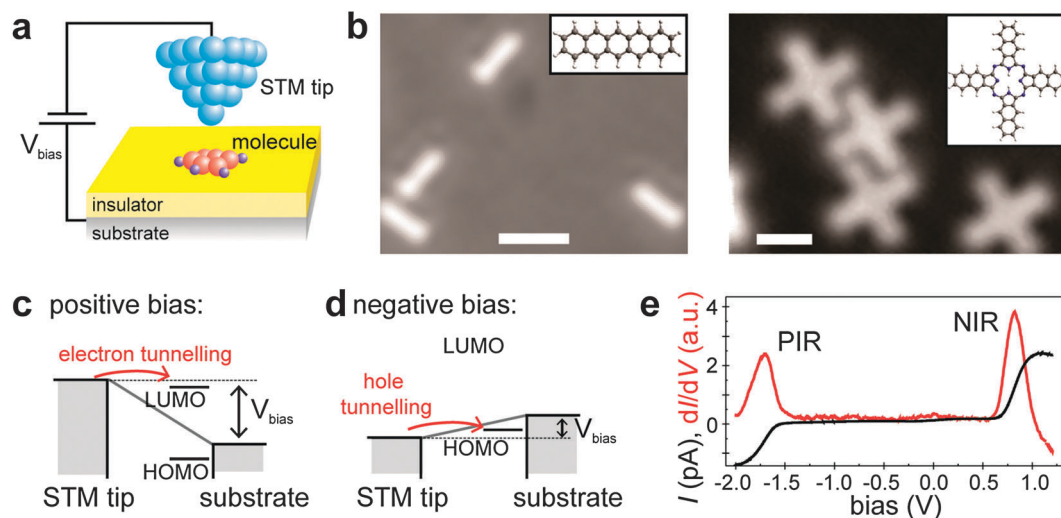 a
STM tip
V bias
molecule
insulator
substrate
b
c positive bias:
electron tunnelling
LUMO
V bias
HOMO
STM tip substrate
d negative bias:
LUMO
hole
tunnelling
HOMO
V bias
STM tip substrate
e
I (pA), dI/dV (a.u.)
4
2
0
PIR
NIR
-2.0 -1.5 -1.0 -0.5 0.0 0.5 1.0
bias (V)